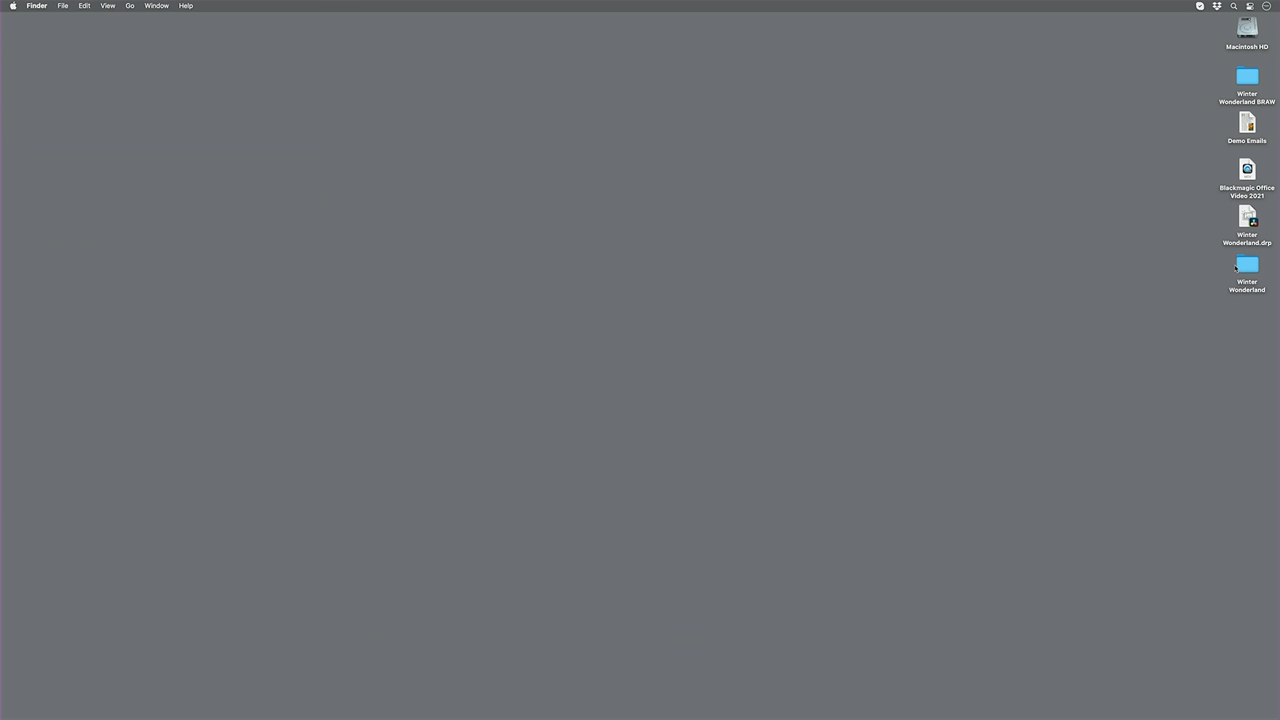 Finder File Edit View Go Window Help
Macintosh HD
Winter
Wonderland BRAW
Demo Emails
Blackmagic Office
Video 2021
Winter
Wonderland.drp
Winter
Wonderland